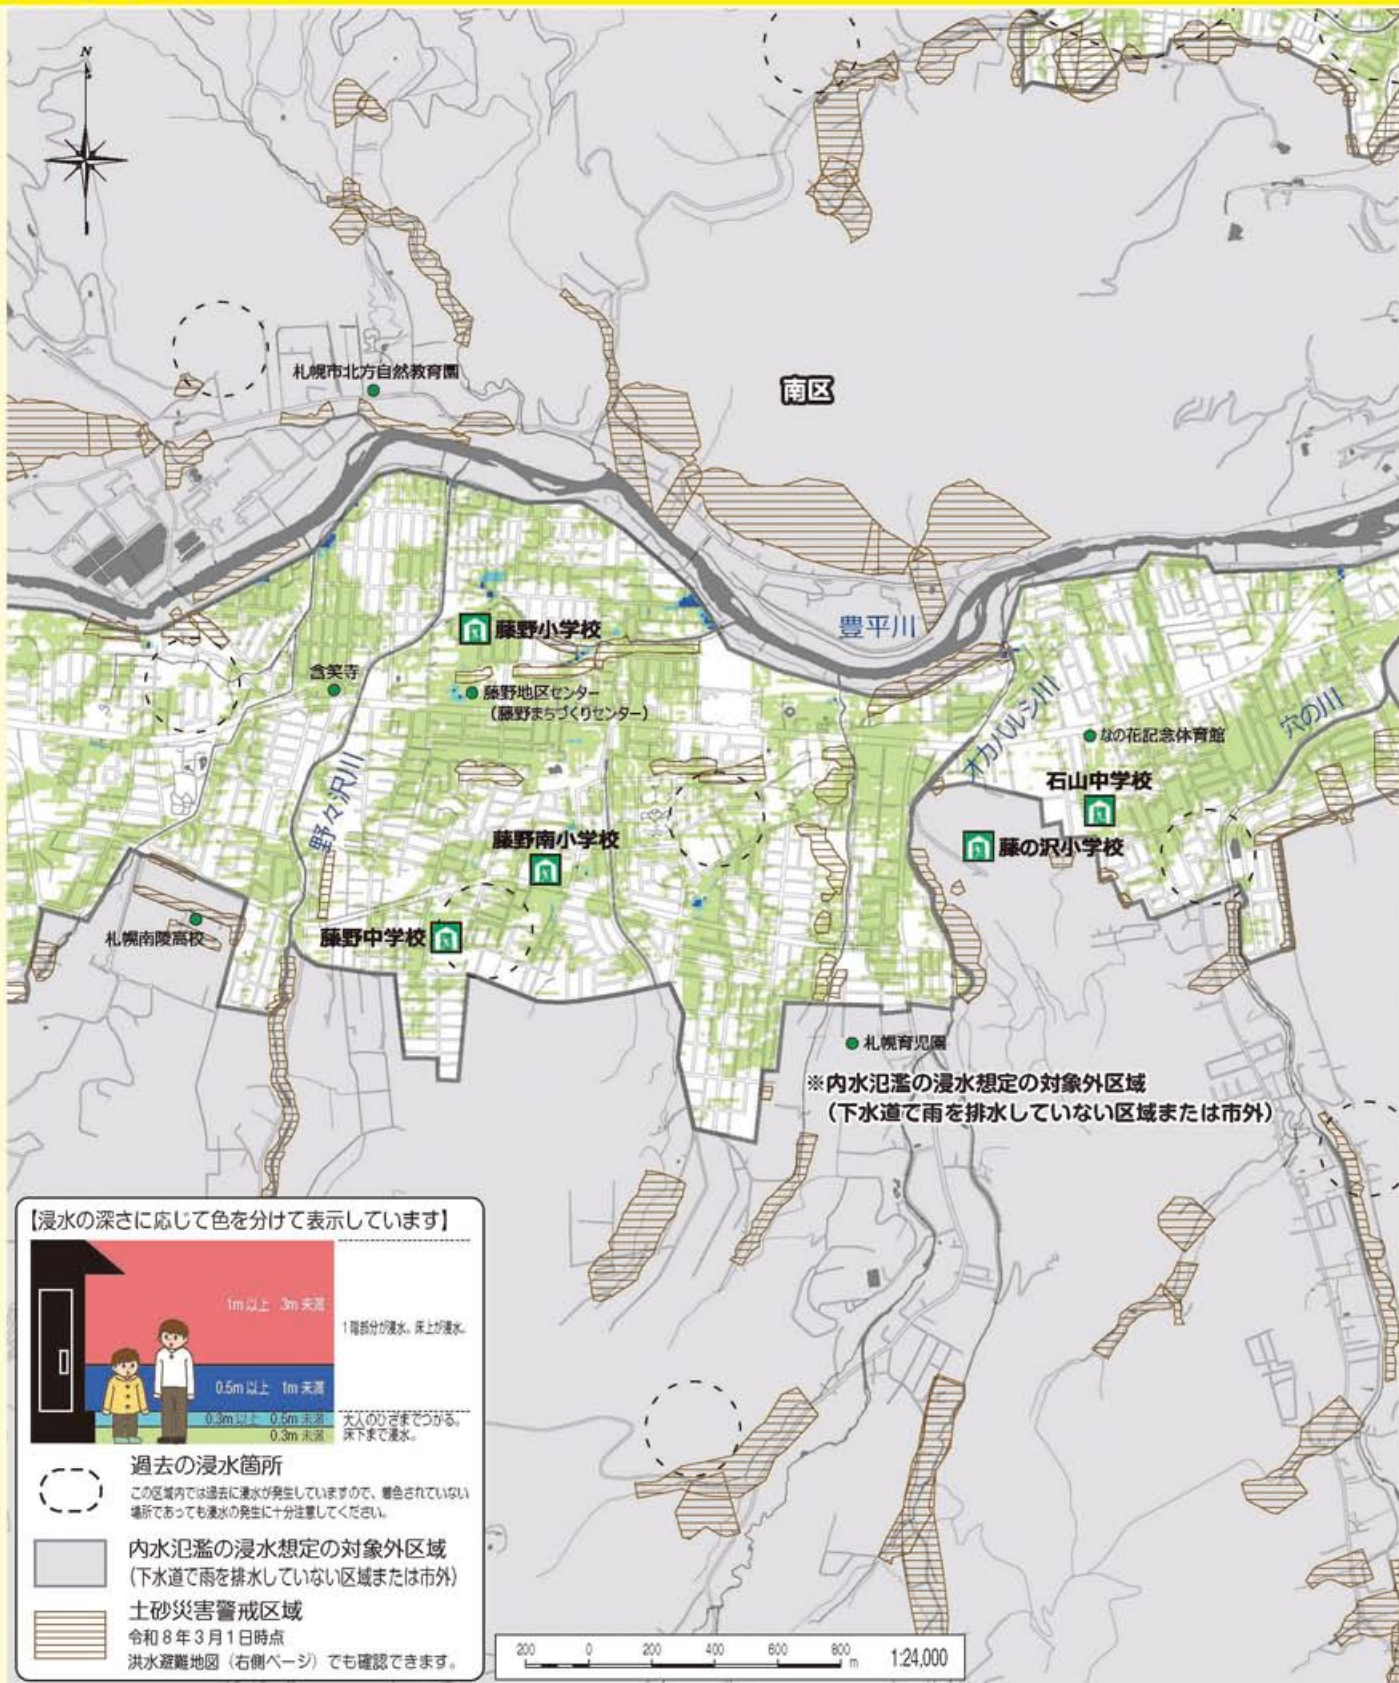 N
札幌市北方自然教育園
南区
藤野小学校
豊平川
含笑寺
藤野地区センター
(藤野まちづくりセンター)
オカバルシ川
なの花記念体育館
穴の川
石山中学校
野々沢川
藤野南小学校
藤の沢小学校
札幌南陵高校
藤野中学校
札幌育児園
※内水氾濫の浸水想定の対象外区域
(下水道で雨を排水していない区域または市外)
【浸水の深さに応じて色を分けて表示しています】
1m 以上 3m 未満
1階部分が浸水。床上が浸水。
0.5m 以上 1m 未満
0.3m 以上 0.5m 未満
大人のひざまでつかる。
床下まで浸水。
0.3m 未満
過去の浸水箇所
この区域内では過去に浸水が発生していますので、着色されていない
場所であっても浸水の発生に十分注意してください。
内水氾濫の浸水想定の対象外区域
(下水道で雨を排水していない区域または市外)
土砂災害警戒区域
令和8年3月1日時点
洪水避難地図（右側ページ）でも確認できます。
200 0 200 400 600 800 m
1:24,000